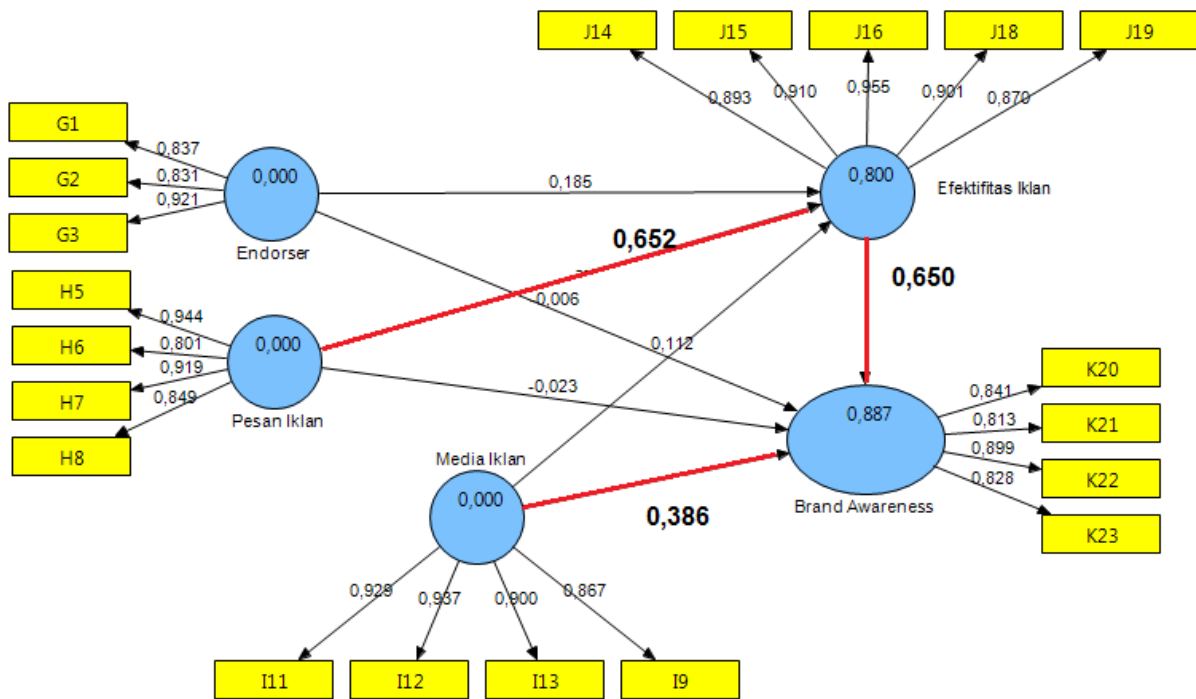 J14
J15
J16
J18
J19
0,893
0,910
0,955
0,901
0,870
G1
G2
G3
0,837
0,831
0,921
0,000
Endorser
0,185
0,800
Efektifitas Iklan
0,652
-0,006
0,650
H5
H6
H7
H8
0,944
0,801
0,919
0,849
0,000
Pesan Iklan
0,112
-0,023
0,887
Brand Awareness
0,841
0,813
0,899
0,828
K20
K21
K22
K23
Media Iklan
0,000
0,386
0,929
0,937
0,900
0,867
I11
I12
I13
I9